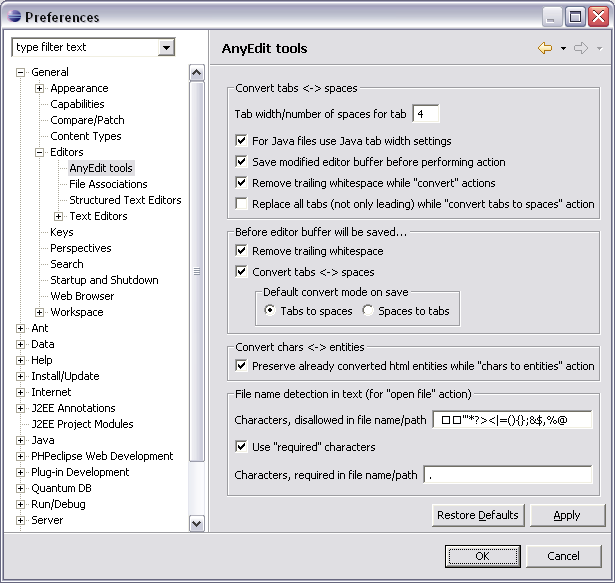 Preferences
type filter text
General
Appearance
Capabilities
Compare/Patch
Content Types
Editors
AnyEdit tools
File Associations
Structured Text Editors
Text Editors
Keys
Perspectives
Search
Startup and Shutdown
Web Browser
Workspace
Ant
Data
Help
Install/Update
Internet
J2EE Annotations
J2EE Project Modules
Java
PHPeclipse Web Development
Plug-in Development
Quantum DB
Run/Debug
Server
AnyEdit tools
Convert tabs <-> spaces
Tab width/number of spaces for tab 4
For Java files use Java tab width settings
Save modified editor buffer before performing action
Remove trailing whitespace while "convert" actions
Replace all tabs (not only leading) while "convert tabs to spaces" action
Before editor buffer will be saved...
Remove trailing whitespace
Convert tabs <-> spaces
Default convert mode on save
Tabs to spaces Spaces to tabs
Convert chars <-> entities
Preserve already converted html entities while "chars to entities" action
File name detection in text (for "open file" action)
Characters, disallowed in file name/path □□"'*?><|=(){};&$,%@
Use "required" characters
Characters, required in file name/path .
Restore Defaults Apply
OK Cancel